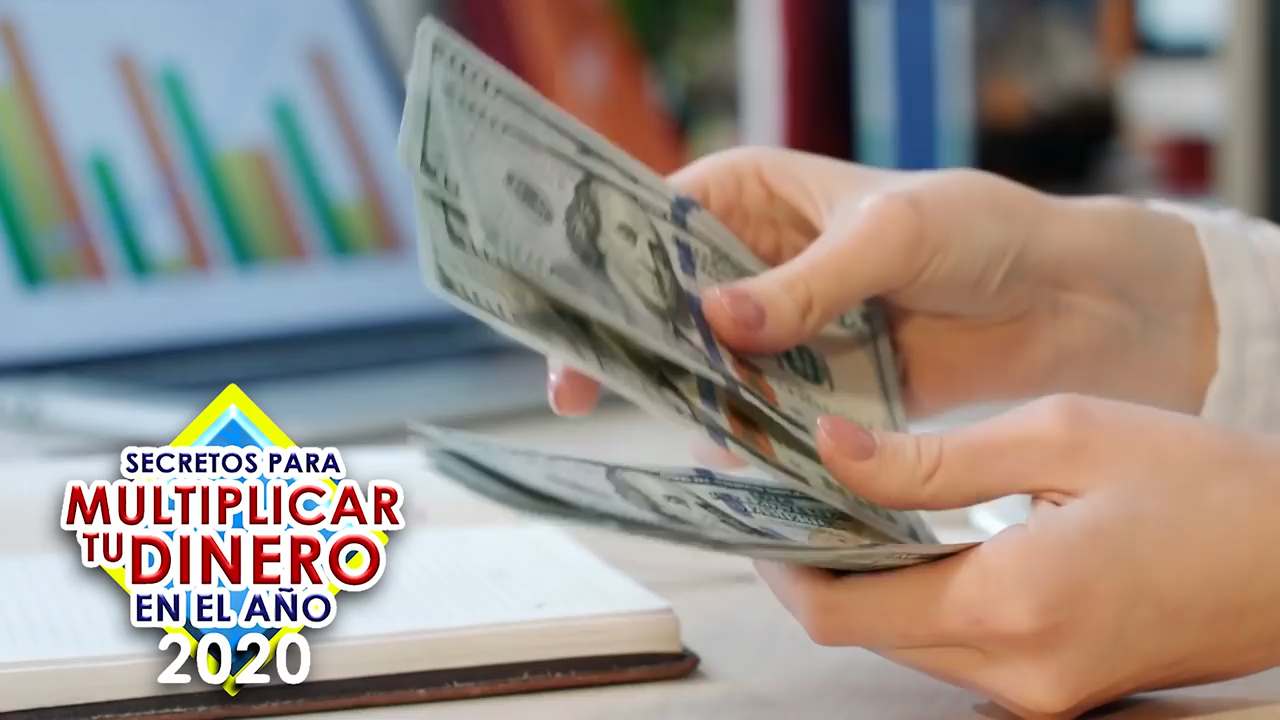 SECRETOS PARA
MULTIPLICAR
TU DINERO
EN EL AÑO
2020